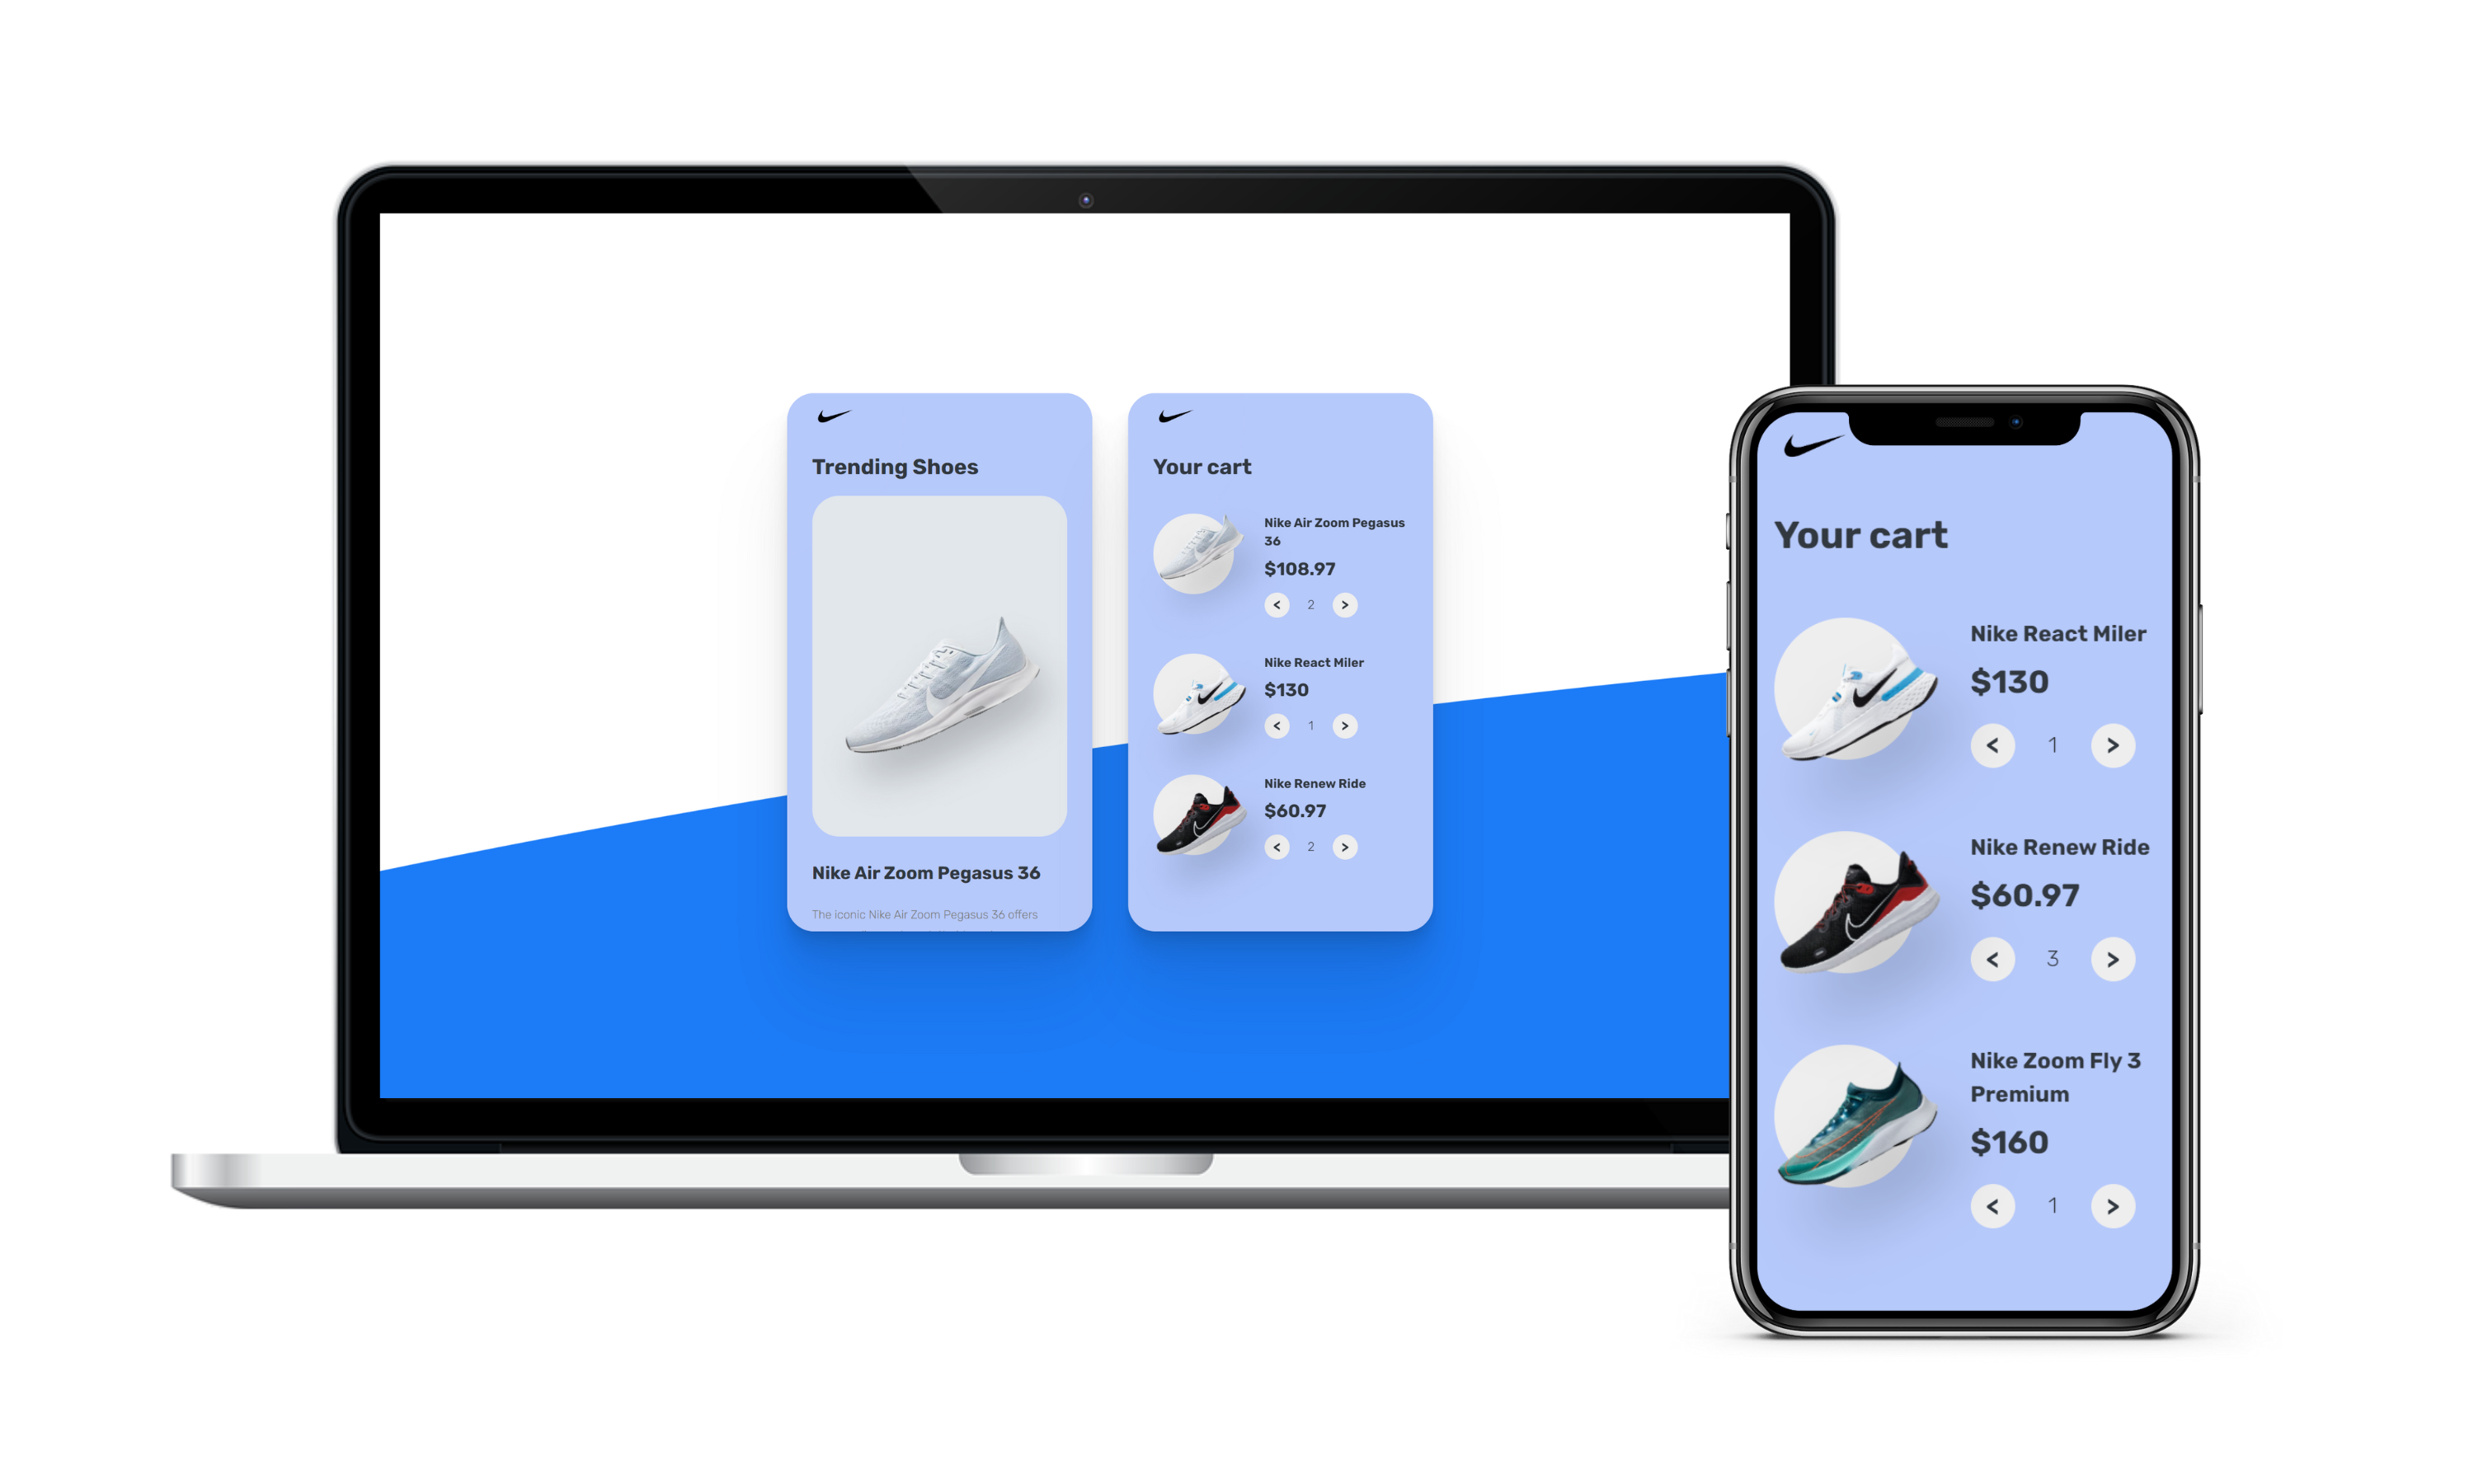 Trending Shoes
Nike Air Zoom Pegasus 36
The iconic Nike Air Zoom Pegasus 36 offers
Your cart
Nike Air Zoom Pegasus
36
$108.97
< 2 >
Nike React Miler
$130
< 1 >
Nike Renew Ride
$60.97
< 2 >
Your cart
Nike React Miler
$130
< 1 >
Nike Renew Ride
$60.97
< 3 >
Nike Zoom Fly 3
Premium
$160
< 1 >